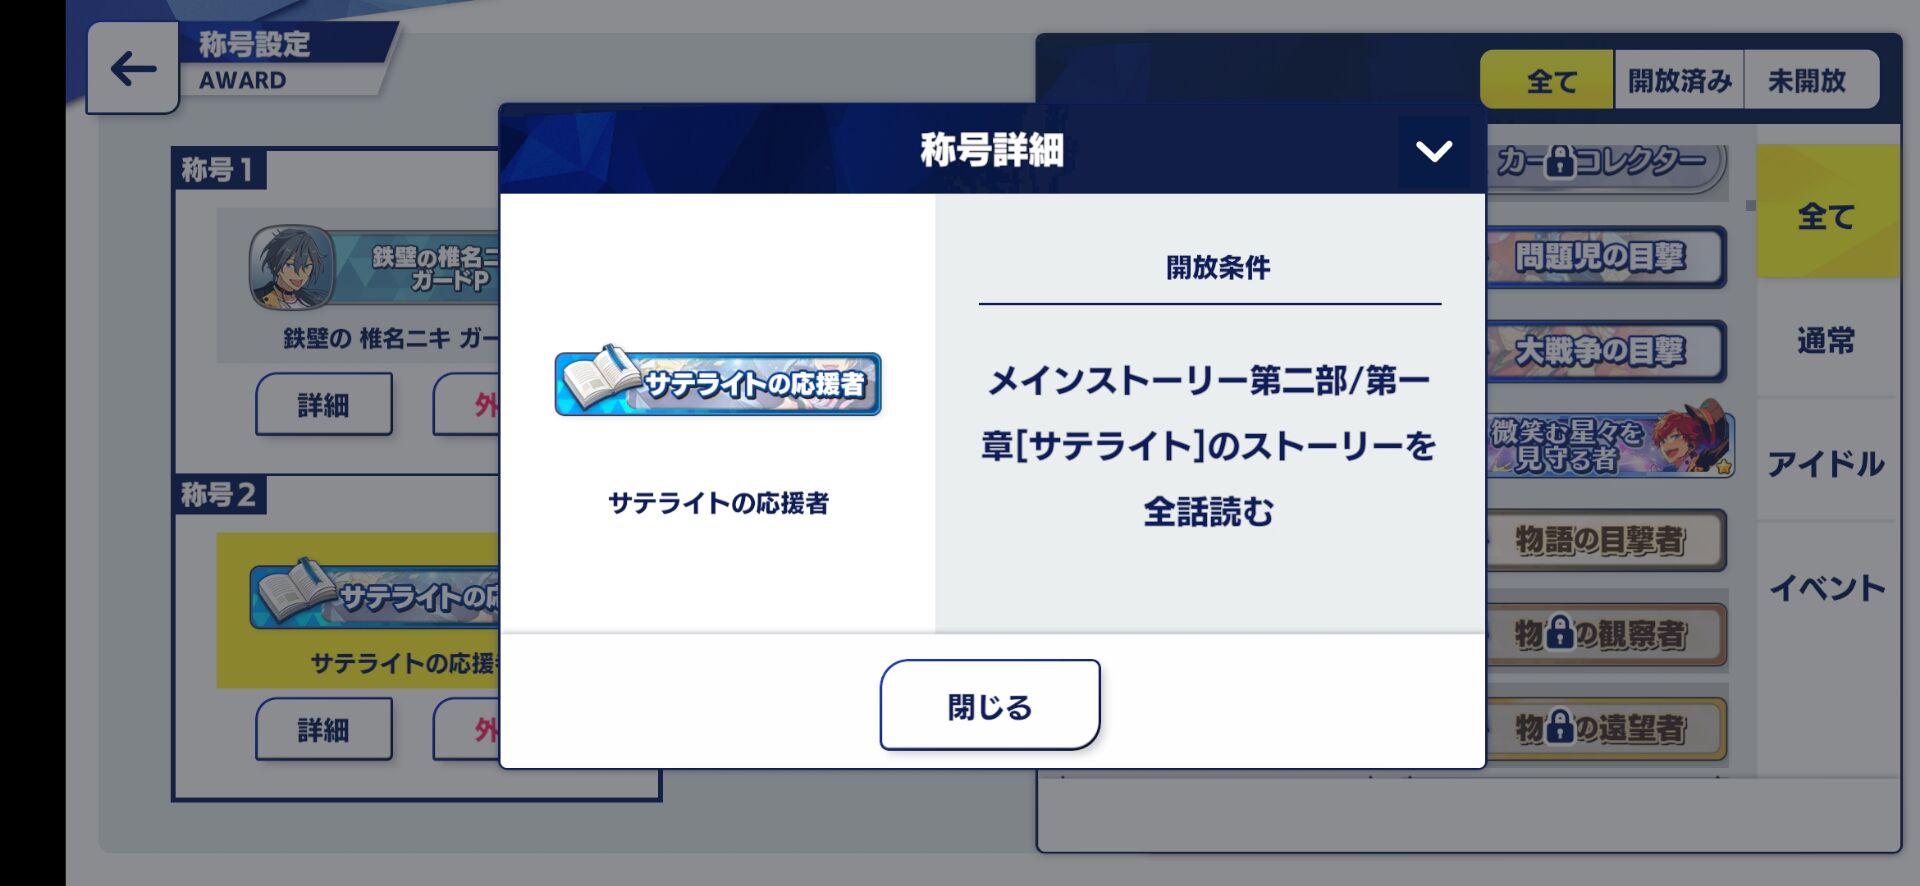 称号設定
AWARD
全て
開放済み
未開放
称号1
鉄壁の椎名ニ
ガードP
鉄壁の 椎名ニキ ガー
詳細
外
称号2
サテライトの応
サテライトの応援
詳細
外
称号詳細
サテライトの応援者
サテライトの応援者
開放条件
メインストーリー第二部/第一
章[サテライト]のストーリーを
全話読む
閉じる
カー コレクター
問題児の目撃
大戦争の目撃
微笑む星々を
見守る者
物語の目撃者
物 の観察者
物 の遠望者
全て
通常
アイドル
イベント